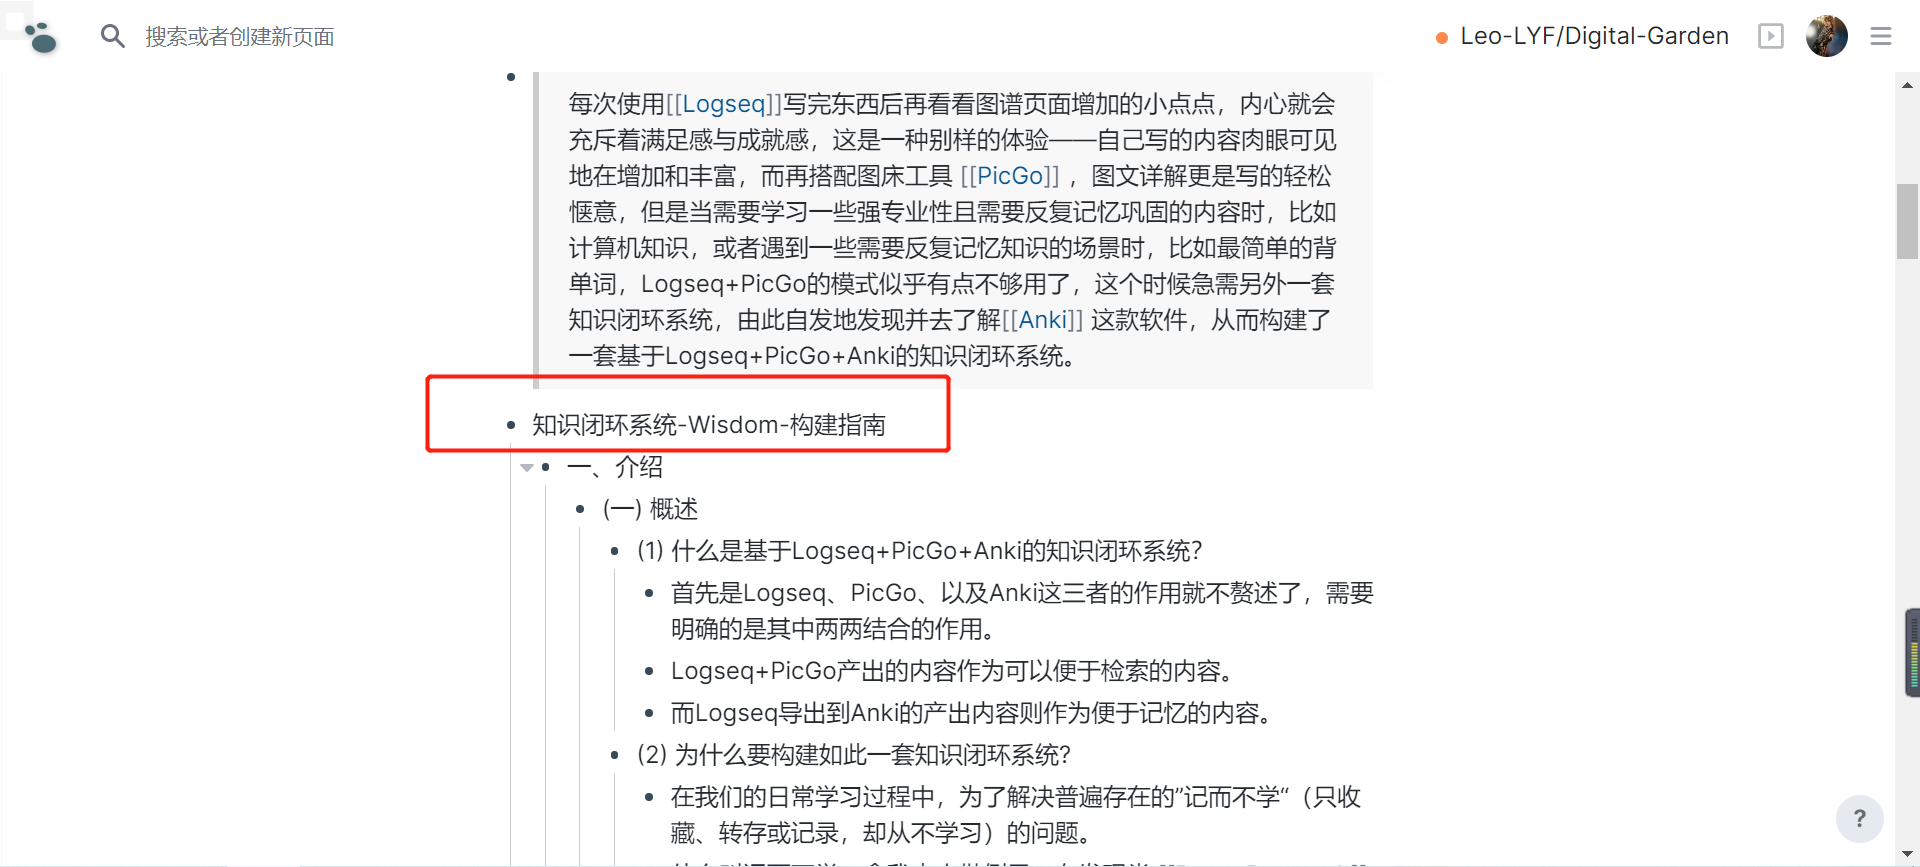 搜索或者创建新页面
Leo-LYF/Digital-Garden
每次使用[[Logseq]]写完东西后再看看图谱页面增加的小点点，内心就会
充斥着满足感与成就感，这是一种别样的体验——自己写的内容肉眼可见
地在增加和丰富，而再搭配图床工具 [[PicGo]] ，图文详解更是写的轻松
惬意，但是当需要学习一些强专业性且需要反复记忆巩固的内容时，比如
计算机知识，或者遇到一些需要反复记忆知识的场景时，比如最简单的背
单词，Logseq+PicGo的模式似乎有点不够用了，这个时候急需另外一套
知识闭环系统，由此自发地发现并去了解[[Anki]] 这款软件，从而构建了
一套基于Logseq+PicGo+Anki的知识闭环系统。
知识闭环系统-Wisdom-构建指南
一、介绍
(一) 概述
(1) 什么是基于Logseq+PicGo+Anki的知识闭环系统？
首先是Logseq、PicGo、以及Anki这三者的作用就不赘述了，需要
明确的是其中两两结合的作用。
Logseq+PicGo产出的内容作为可以便于检索的内容。
而Logseq导出到Anki的产出内容则作为便于记忆的内容。
(2) 为什么要构建如此一套知识闭环系统？
在我们的日常学习过程中，为了解决普遍存在的”记而不学“（只收
藏、转存或记录，却从不学习）的问题。
?